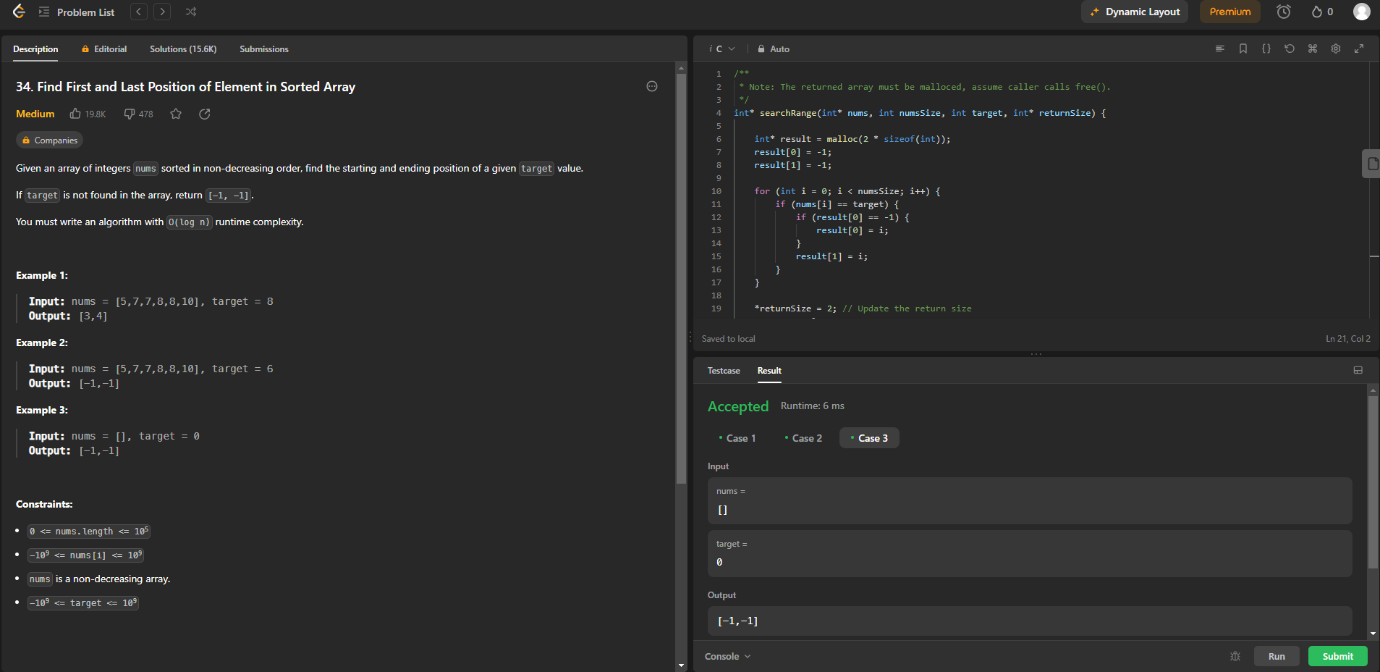 Problem List
Dynamic Layout
Premium
0
Description
Editorial
Solutions (15.6K)
Submissions
34. Find First and Last Position of Element in Sorted Array
Medium
19.8K
478
Companies
Given an array of integers nums sorted in non-decreasing order, find the starting and ending position of a given target value.
If target is not found in the array, return [-1, -1].
You must write an algorithm with O(log n) runtime complexity.
Example 1:
Input: nums = [5,7,7,8,8,10], target = 8
Output: [3,4]
Example 2:
Input: nums = [5,7,7,8,8,10], target = 6
Output: [-1,-1]
Example 3:
Input: nums = [], target = 0
Output: [-1,-1]
Constraints:
• 0 <= nums.length <= 10⁵
• -10⁹ <= nums[i] <= 10⁹
• nums is a non-decreasing array.
• -10⁹ <= target <= 10⁹
i C
Auto
1 /**
2 * Note: The returned array must be malloced, assume caller calls free().
3 */
4 int* searchRange(int* nums, int numsSize, int target, int* returnSize) {
5
6 int* result = malloc(2 * sizeof(int));
7 result[0] = -1;
8 result[1] = -1;
9
10 for (int i = 0; i < numsSize; i++) {
11 if (nums[i] == target) {
12 if (result[0] == -1) {
13 result[0] = i;
14 }
15 result[1] = i;
16 }
17 }
18
19 *returnSize = 2; // Update the return size
Saved to local
Ln 21, Col 2
Testcase
Result
Accepted
Runtime: 6 ms
• Case 1
• Case 2
• Case 3
Input
nums =
[]
target =
0
Output
[-1,-1]
Console
Run
Submit